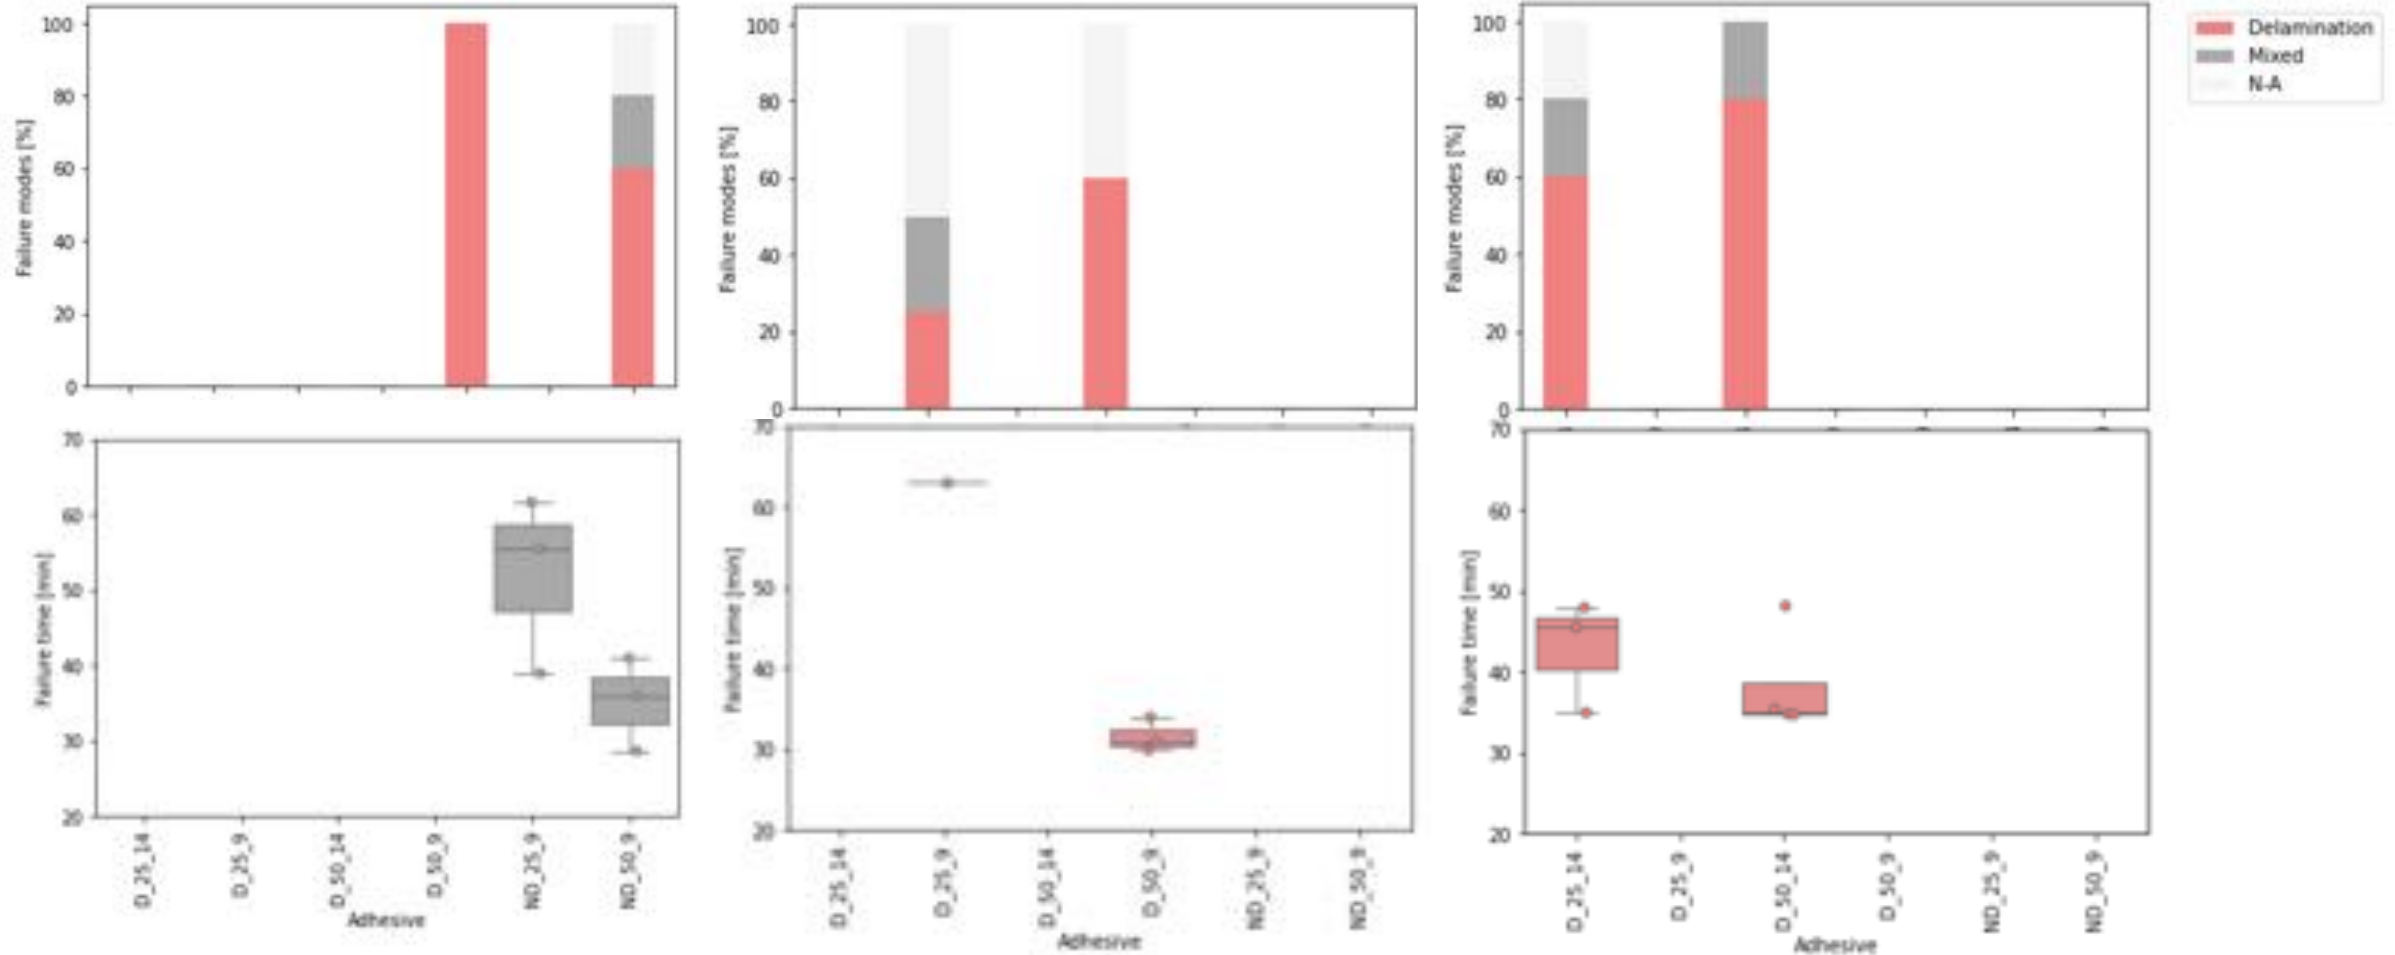 100
80
60
40
20
0
Failure modes [%]
100
80
60
40
20
0
Failure modes [%]
100
80
60
40
20
0
Failure modes [%]
Delamination
Mixed
N-A
70
60
50
40
30
20
Failure time [min]
D_25_14
D_25_9
D_50_14
D_50_9
ND_25_9
ND_50_9
Adhesive
70
60
50
40
30
20
Failure time [min]
D_25_14
D_25_9
D_50_14
D_50_9
ND_25_9
ND_50_9
Adhesive
70
60
50
40
30
20
Failure time [min]
D_25_14
D_25_9
D_50_14
D_50_9
ND_25_9
ND_50_9
Adhesive